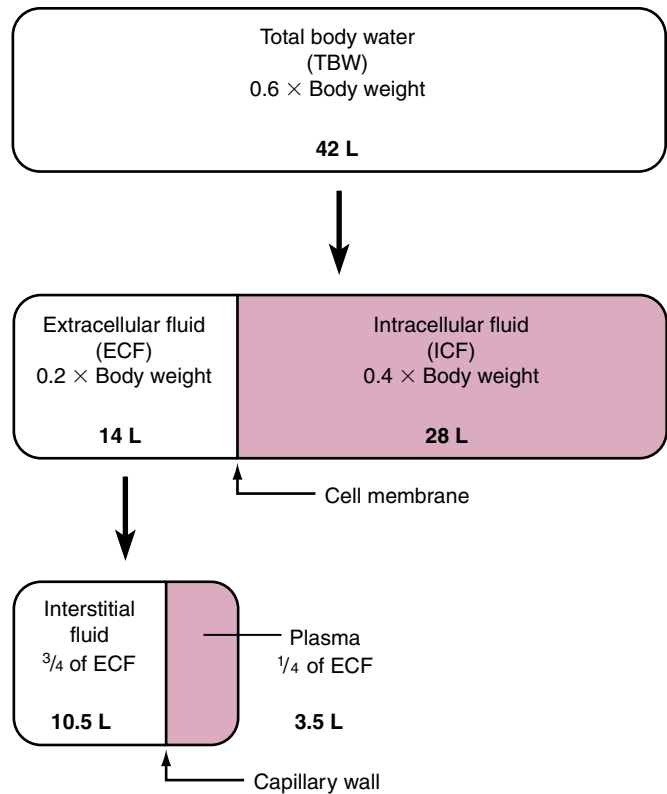 Total body water
(TBW)
0.6 × Body weight
42 L
Extracellular fluid
(ECF)
0.2 × Body weight
14 L
Intracellular fluid
(ICF)
0.4 × Body weight
28 L
Cell membrane
Interstitial
fluid
3/4 of ECF
10.5 L
Plasma
1/4 of ECF
3.5 L
Capillary wall